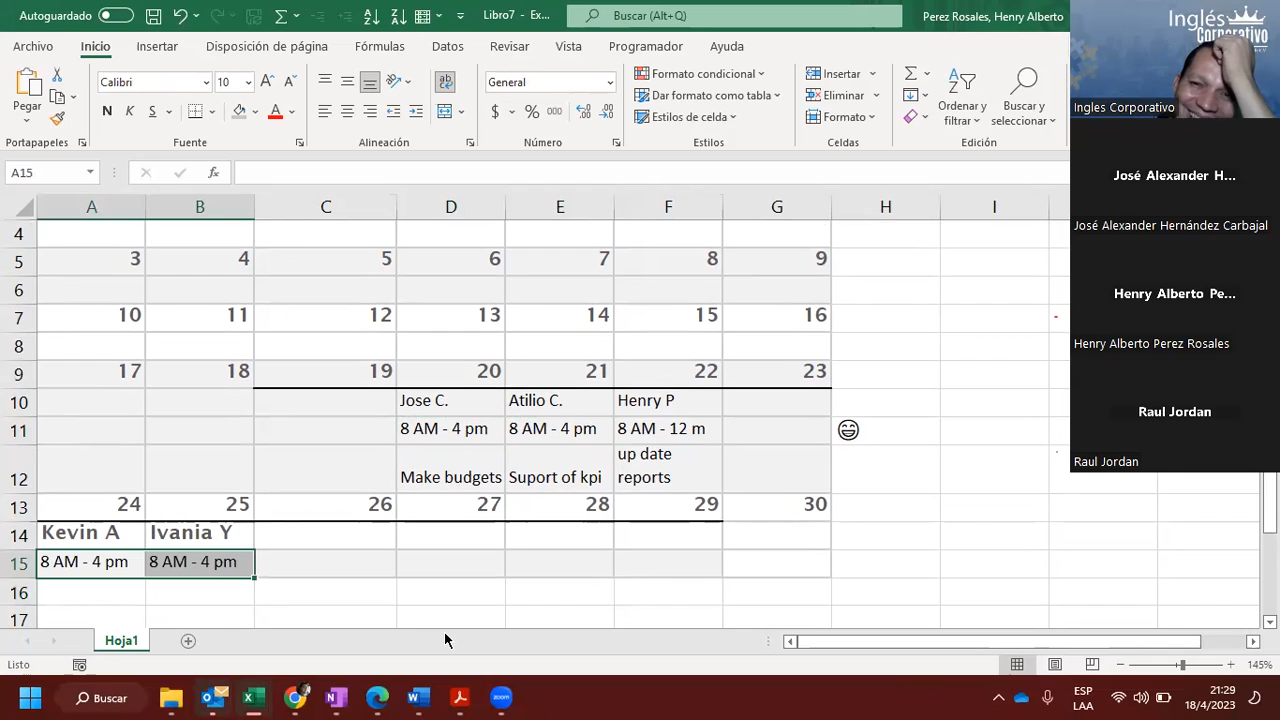 Autoguardado
Libro7 - Ex...
Buscar (Alt+Q)
Perez Rosales, Henry Alberto
Archivo Inicio Insertar Disposición de página Fórmulas Datos Revisar Vista Programador Ayuda
Pegar
Portapapeles
Calibri 10
N K S
Fuente
Alineación
General
$ % 000
Número
Formato condicional
Dar formato como tabla
Estilos de celda
Estilos
Insertar
Eliminar
Formato
Celdas
Ordenar y filtrar
Buscar y seleccionar
Edición
A15
fx
A B C D E F G H I
4
5 3 4 5 6 7 8 9
6
7 10 11 12 13 14 15 16
8
9 17 18 19 20 21 22 23
10 Jose C. Atilio C. Henry P
11 8 AM - 4 pm 8 AM - 4 pm 8 AM - 12 m
up date
12 Make budgets Suport of kpi reports
13 24 25 26 27 28 29 30
14 Kevin A Ivania Y
15 8 AM - 4 pm 8 AM - 4 pm
16
17
Hoja1
Listo
145%
Buscar
ESP
LAA
21:29
18/4/2023
Inglés
Corporativo
Ingles Corporativo
José Alexander H...
José Alexander Hernández Carbajal
Henry Alberto Pe...
Henry Alberto Perez Rosales
Raul Jordan
Raul Jordan